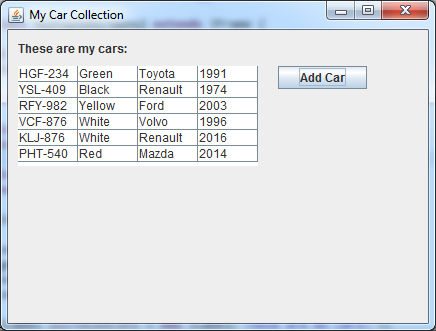 My Car Collection
These are my cars:
HGF-234 Green Toyota 1991
Add Car
YSL-409 Black Renault 1974
RFY-982 Yellow Ford 2003
VCF-876 White Volvo 1996
KLJ-876 White Renault 2016
PHT-540 Red Mazda 2014